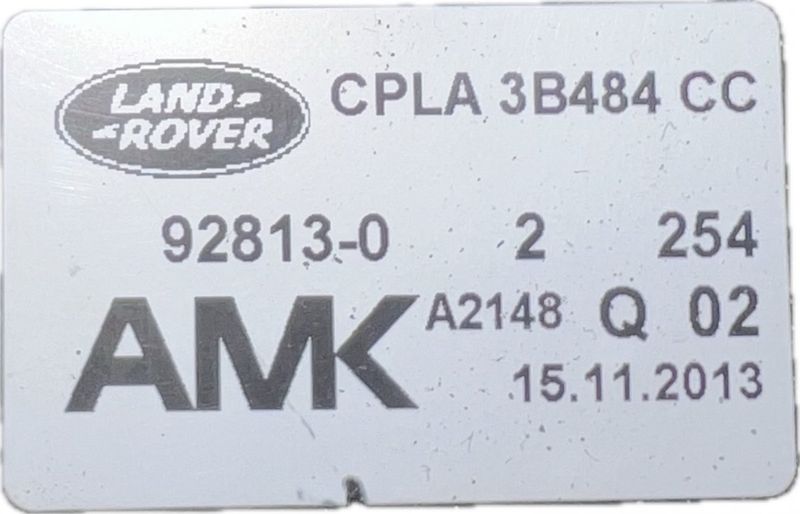 LAND
ROVER
CPLA 3B484 CC
92813-0 2 254
AMK A2148 Q 02
15.11.2013